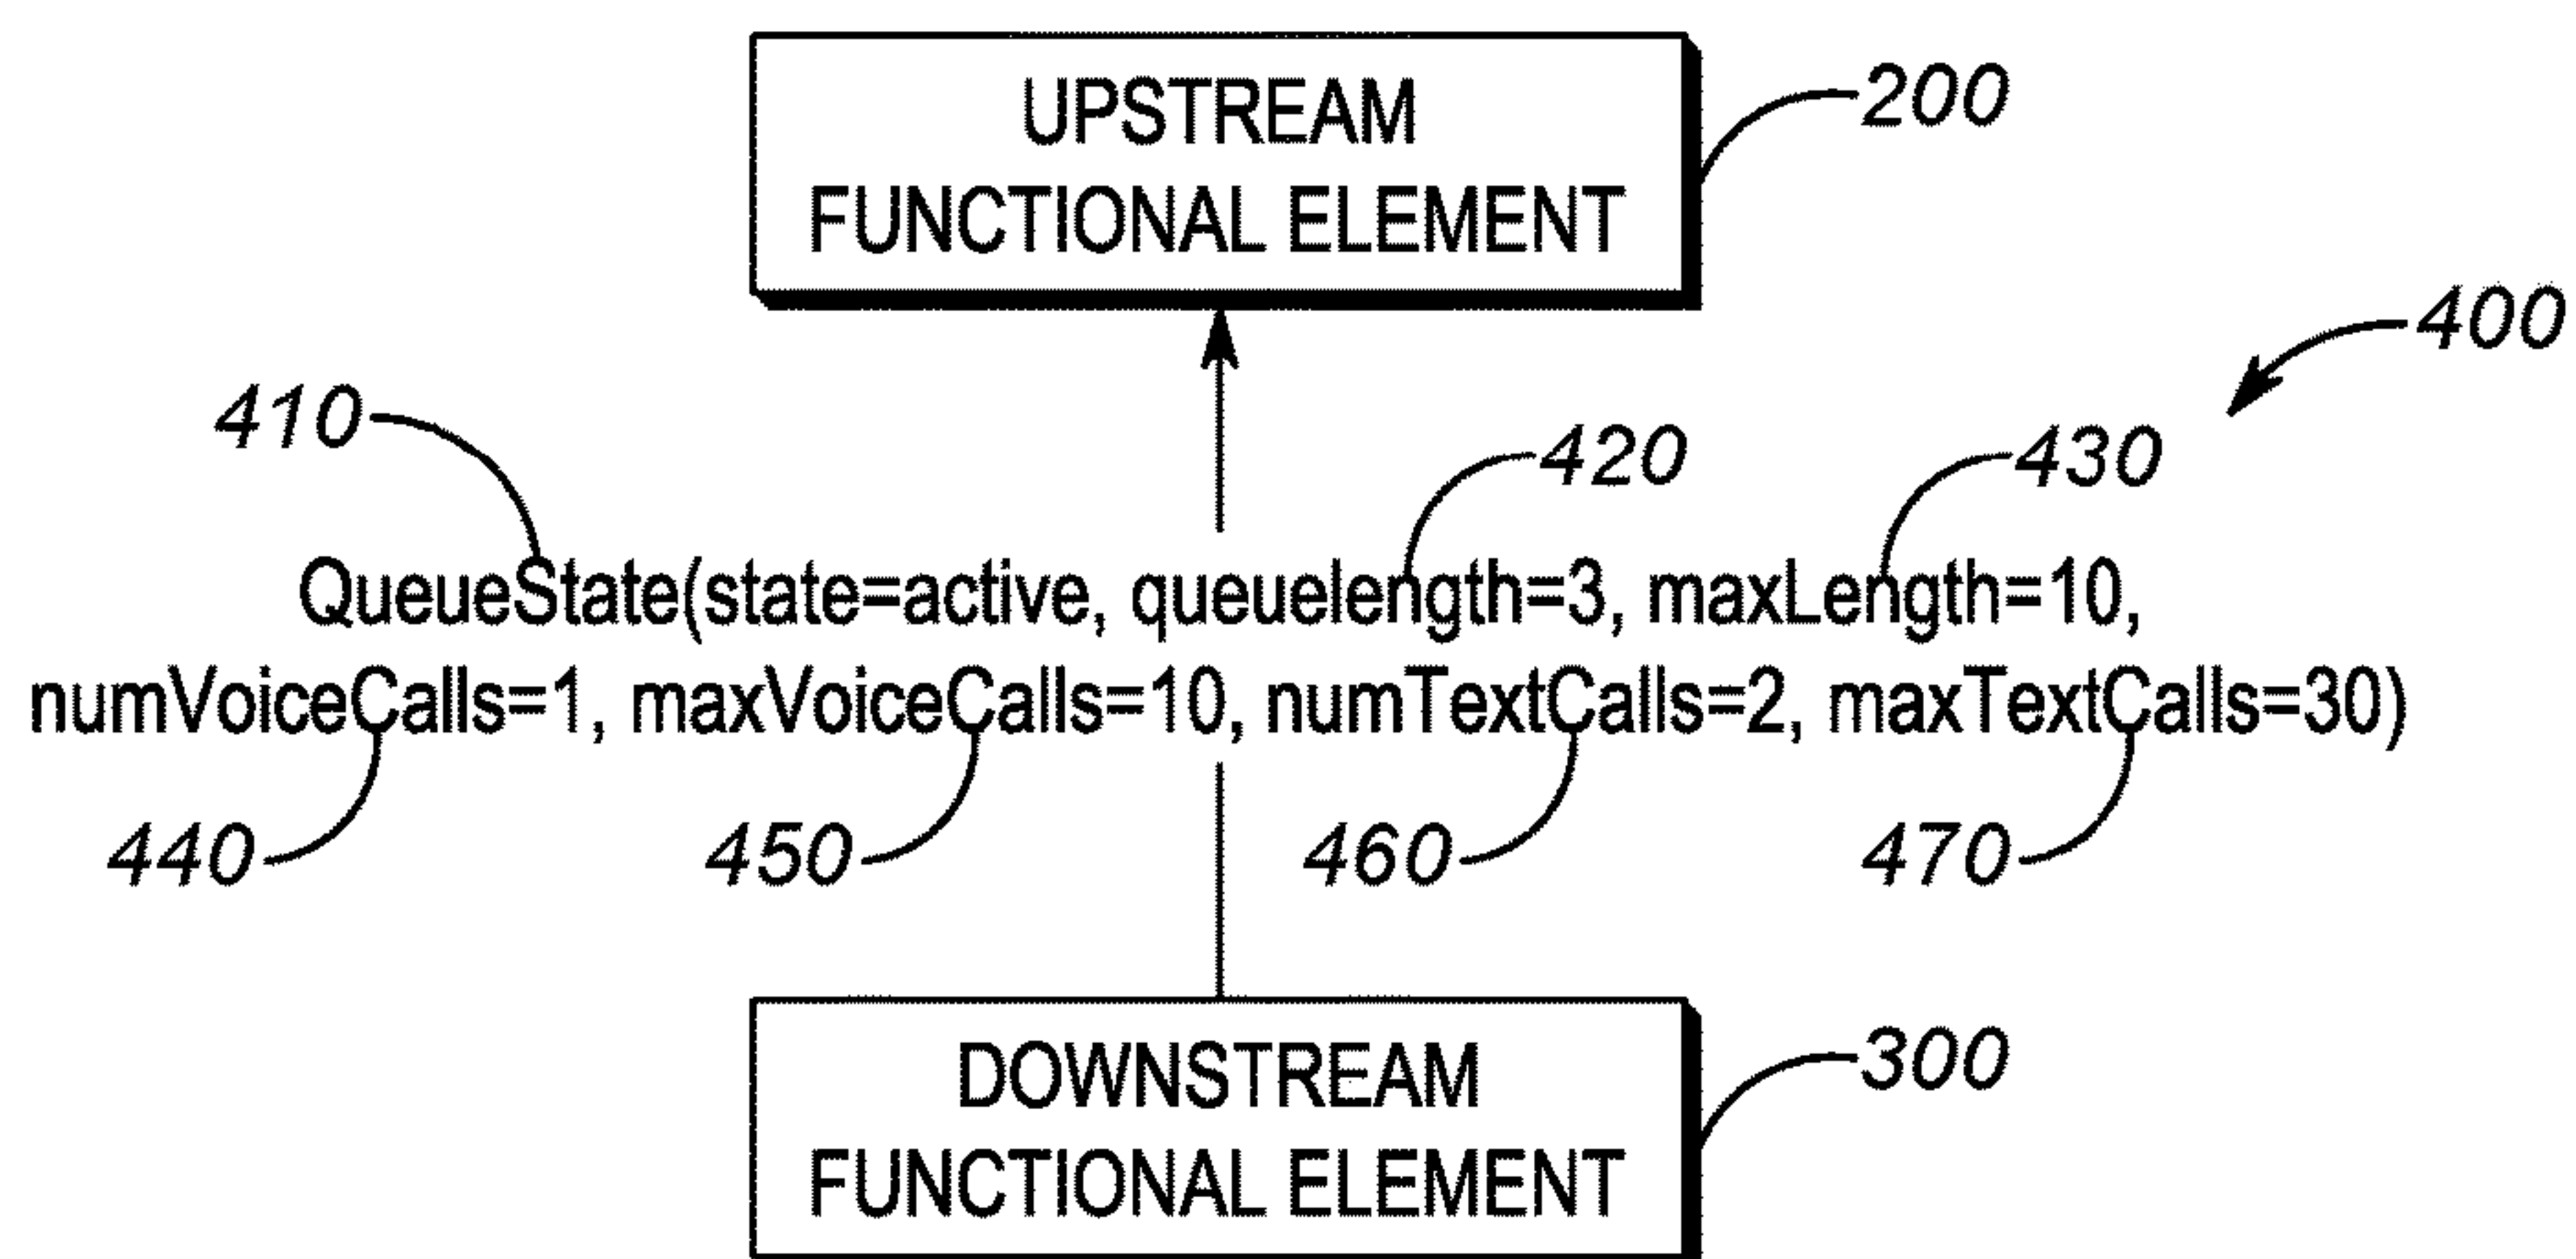 UPSTREAM
FUNCTIONAL ELEMENT
200
400
410
420
430
QueueState(state=active, queuelength=3, maxLength=10,
numVoiceCalls=1, maxVoiceCalls=10, numTextCalls=2, maxTextCalls=30)
440
450
460
470
DOWNSTREAM
FUNCTIONAL ELEMENT
300